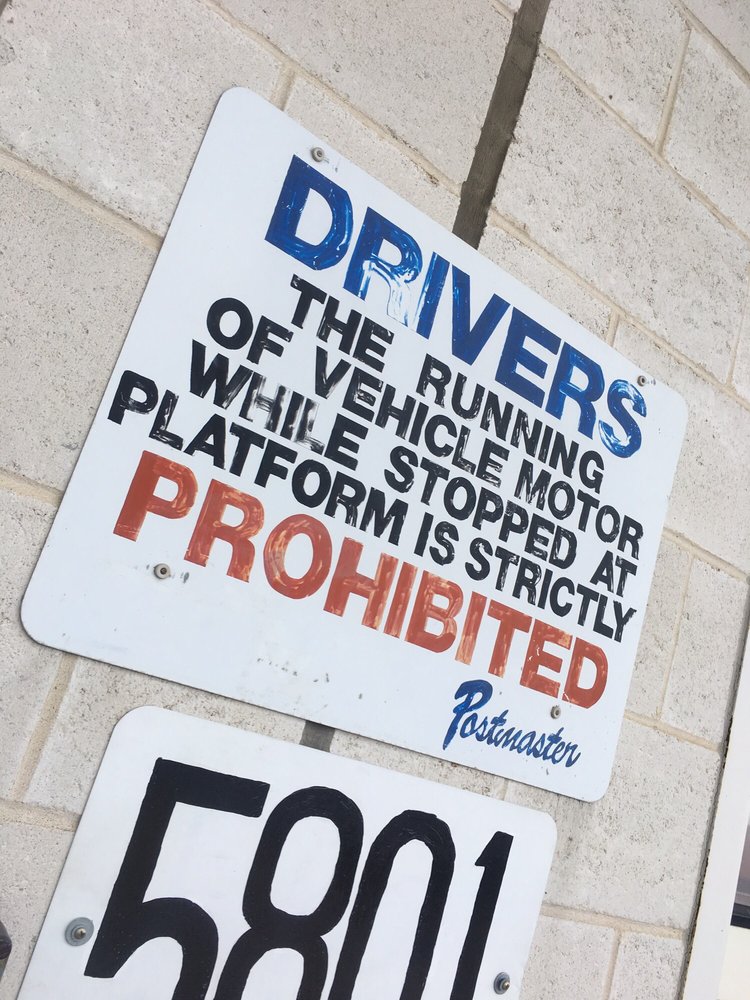 DRIVERS
THE RUNNING
OF VEHICLE MOTOR
WHILE STOPPED AT
PLATFORM IS STRICTLY
PROHIBITED
Postmaster
5801